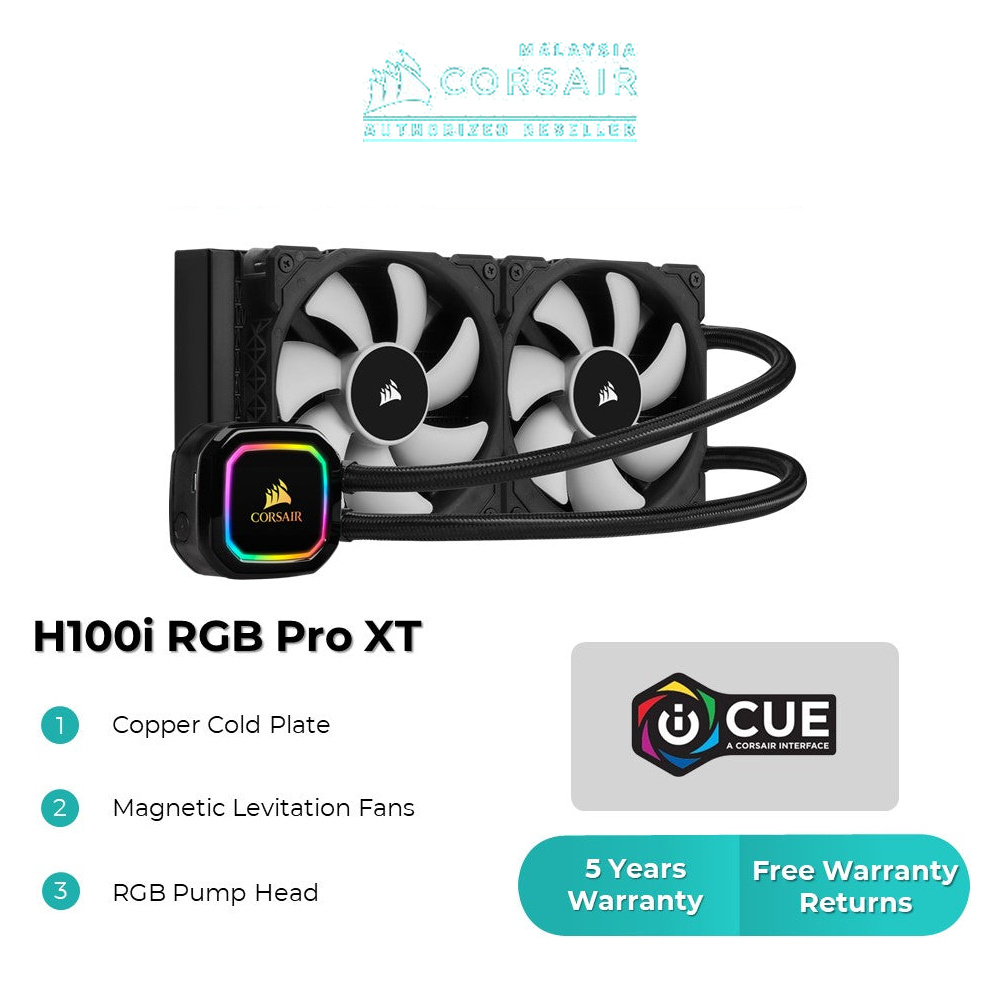 MALAYSIA
CORSAIR
AUTHORIZED RESELLER
CORSAIR
H100i RGB Pro XT
1 Copper Cold Plate
2 Magnetic Levitation Fans
3 RGB Pump Head
iCUE
A CORSAIR INTERFACE
5 Years
Warranty
Free Warranty
Returns